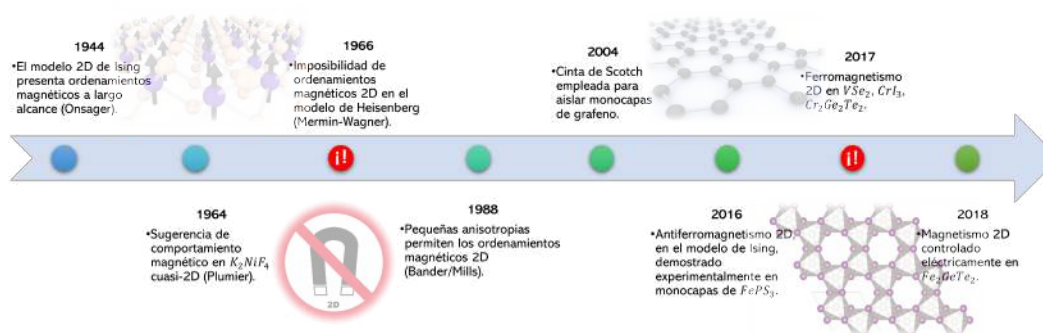 1944
•El modelo 2D de Ising
presenta ordenamientos
magnéticos a largo
alcance (Onsager).
1966
•Imposibilidad de
ordenamientos
magnéticos 2D en el
modelo de Heisenberg
(Mermin-Wagner).
2004
•Cinta de Scotch
empleada para
aislar monocapas
de grafeno.
2017
•Ferromagnetismo
2D en VSe₂, CrI₃,
Cr₂Ge₂Te₂.
¡!
¡!
1964
•Sugerencia de
comportamiento
magnético en K₂NiF₄
cuasi-2D (Plumier).
2D
1988
•Pequeñas anisotropias
permiten los ordenamientos
magnéticos 2D
(Bander/Mills).
2016
•Antiferromagnetismo 2D,
en el modelo de Ising,
demostrado
experimentalmente en
monocapas de FePS₃.
2018
•Magnetismo 2D
controlado
eléctricamente en
Fe₃GeTe₂.